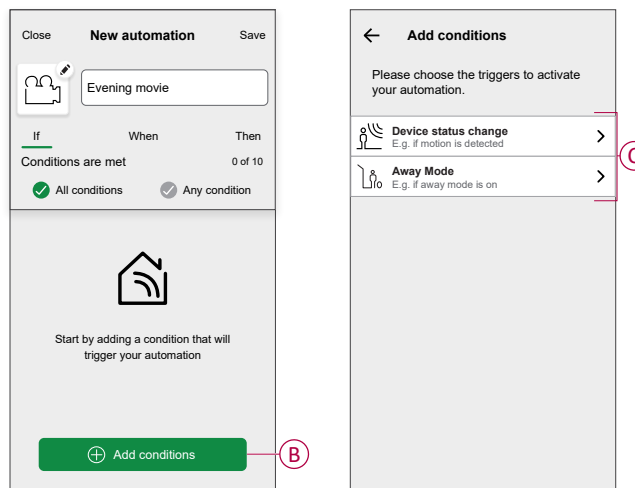 Close New automation Save
Evening movie
If When Then
Conditions are met 0 of 10
All conditions Any condition
Start by adding a condition that will
trigger your automation
Add conditions
B
Add conditions
Please choose the triggers to activate
your automation.
Device status change
E.g. if motion is detected
Away Mode
E.g. if away mode is on